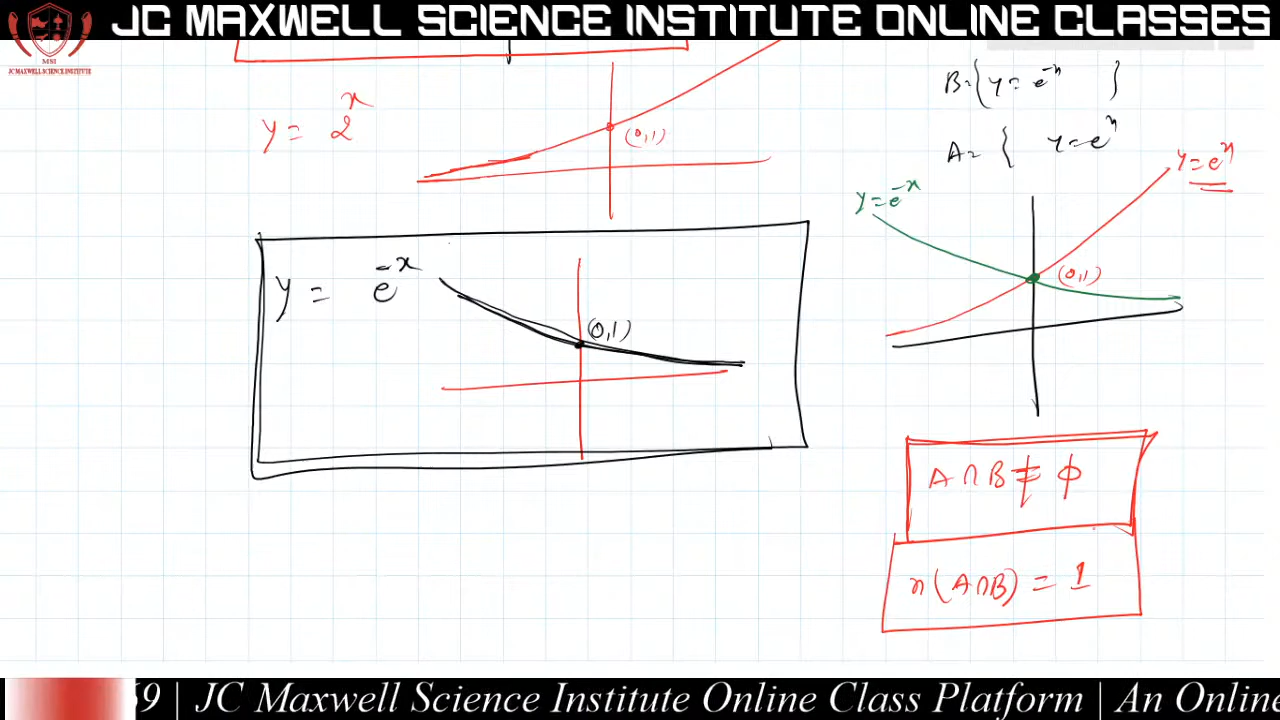 JC MAXWELL SCIENCE INSTITUTE ONLINE CLASSES
MSI
JC MAXWELL SCIENCE INSTITUTE
y = 2^x
(0,1)
B={y = e^-x }
A = { y = e^x
y = e^x
y = e^-x
(0,1)
y = e^-x
(0,1)
A ∩ B ≠ ϕ
n(A∩B) = 1
59 | JC Maxwell Science Institute Online Class Platform | An Online